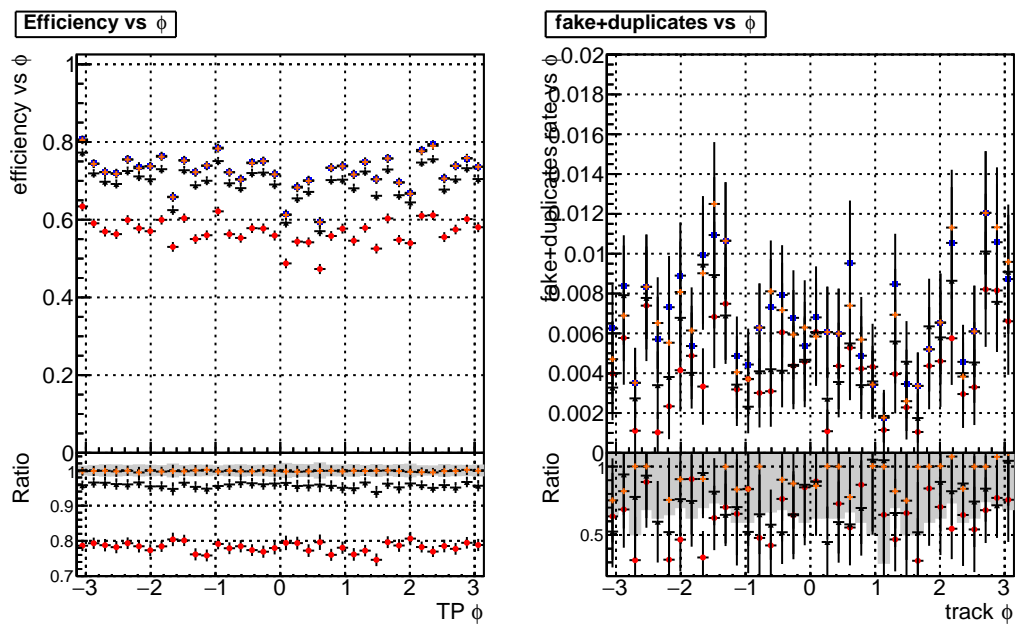 Efficiency vs ϕ
efficiency vs ϕ
1
0.8
0.6
0.4
0.2
0
Ratio
1
0.9
0.8
0.7
−3 −2 −1 0 1 2 3
TP ϕ
fake+duplicates vs ϕ
fake+duplicates rate vs ϕ
0.02
0.018
0.016
0.014
0.012
0.01
0.008
0.006
0.004
0.002
0
Ratio
1
0.5
−3 −2 −1 0 1 2 3
track ϕ